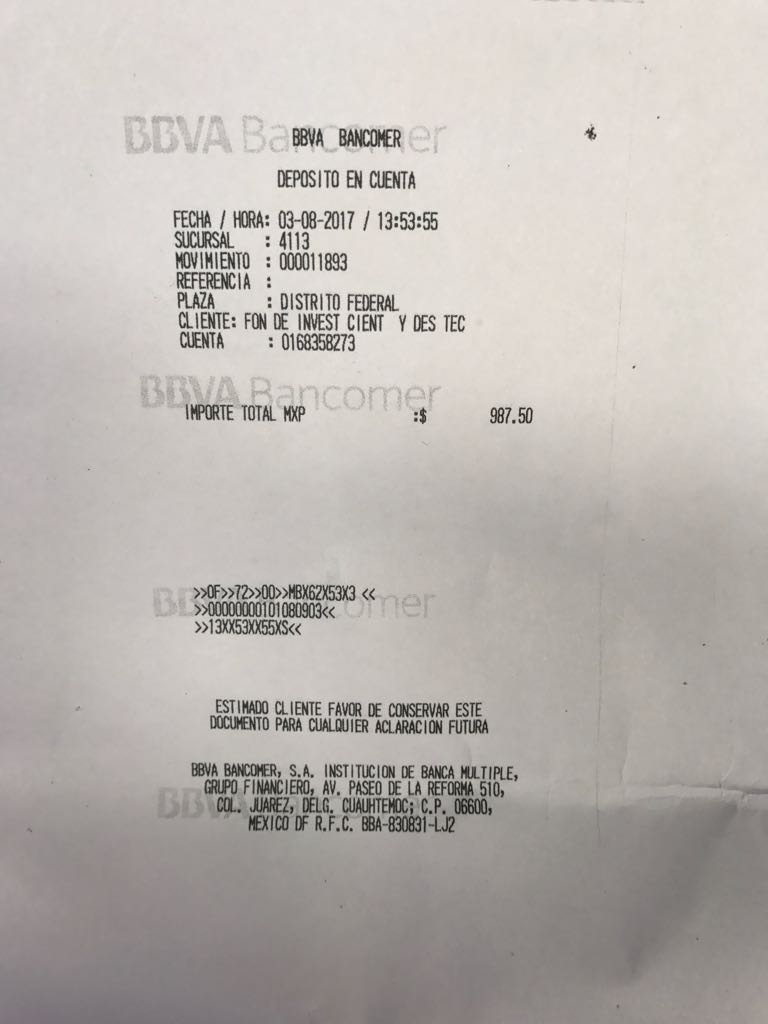 BBVA Bancomer
BBVA BANCOMER
DEPOSITO EN CUENTA
FECHA / HORA: 03-08-2017 / 13:53:55
SUCURSAL : 4113
MOVIMIENTO : 000011893
REFERENCIA :
PLAZA : DISTRITO FEDERAL
CLIENTE: FON DE INVEST CIENT Y DES TEC
CUENTA : 0168358273
BBVA Bancomer
IMPORTE TOTAL MXP :$ 987.50
>>0F>>72>>00>>MBX62X53X3 <<
>>00000000101080903<<
>>13XX53XX55XS<<
ESTIMADO CLIENTE FAVOR DE CONSERVAR ESTE
DOCUMENTO PARA CUALQUIER ACLARACION FUTURA
BBVA BANCOMER, S.A. INSTITUCION DE BANCA MULTIPLE,
GRUPO FINANCIERO, AV. PASEO DE LA REFORMA 510,
COL. JUAREZ, DELG. CUAUHTEMOC; C.P. 06600,
MEXICO DF R.F.C. BBA-830831-LJ2